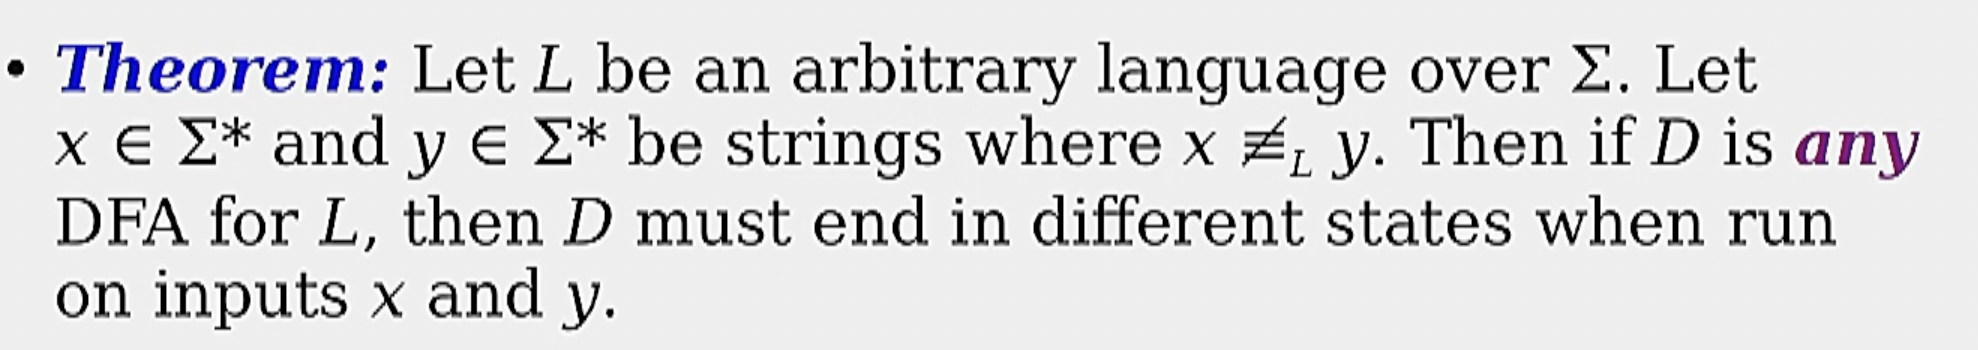 • Theorem: Let L be an arbitrary language over Σ. Let
x ∈ Σ* and y ∈ Σ* be strings where x ≢L y. Then if D is any
DFA for L, then D must end in different states when run
on inputs x and y.